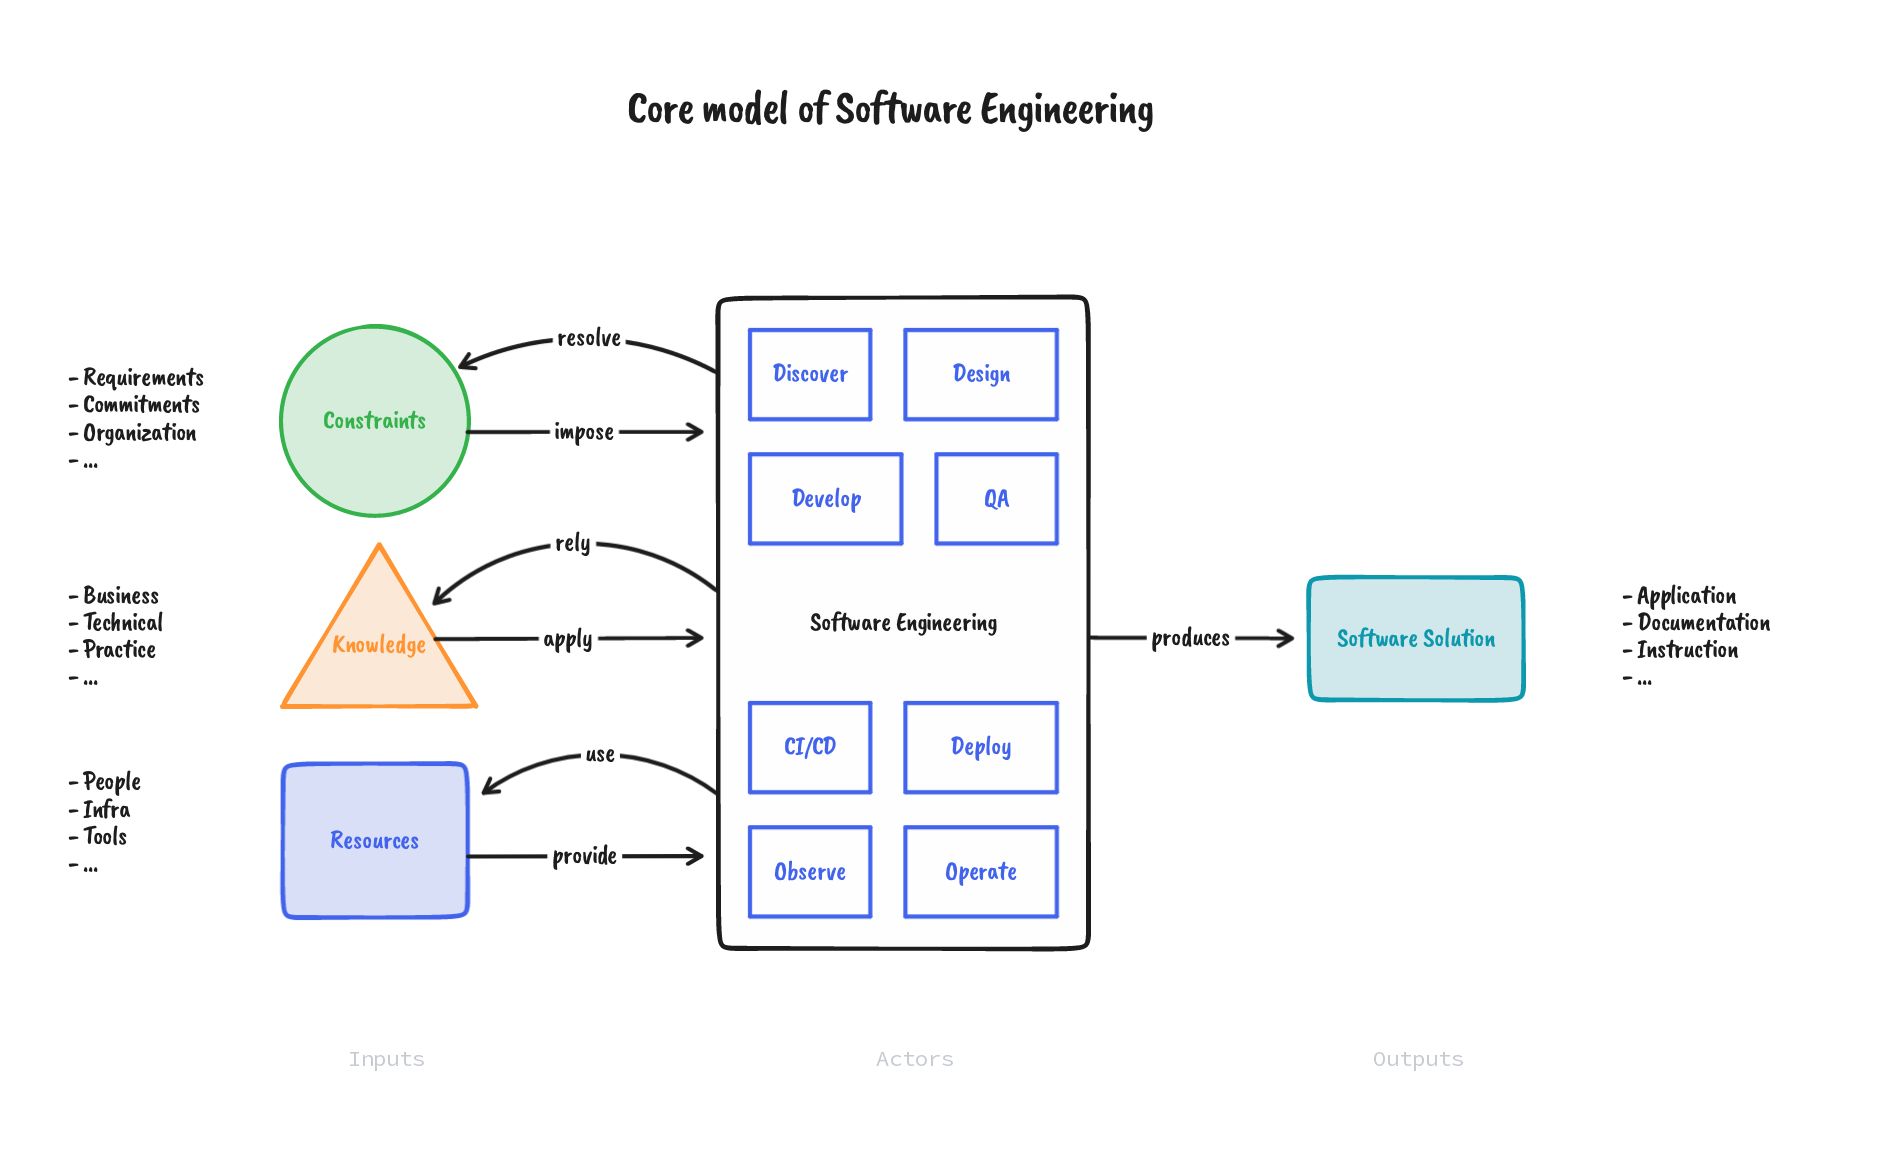 Core model of Software Engineering
resolve
Discover
Design
- Requirements
- Commitments
- Organization
- ...
Constraints
impose
Develop
QA
rely
- Business
- Technical
- Practice
- ...
Knowledge
apply
Software Engineering
produces
Software Solution
- Application
- Documentation
- Instruction
- ...
use
CI/CD
Deploy
- People
- Infra
- Tools
- ...
Resources
provide
Observe
Operate
Inputs
Actors
Outputs